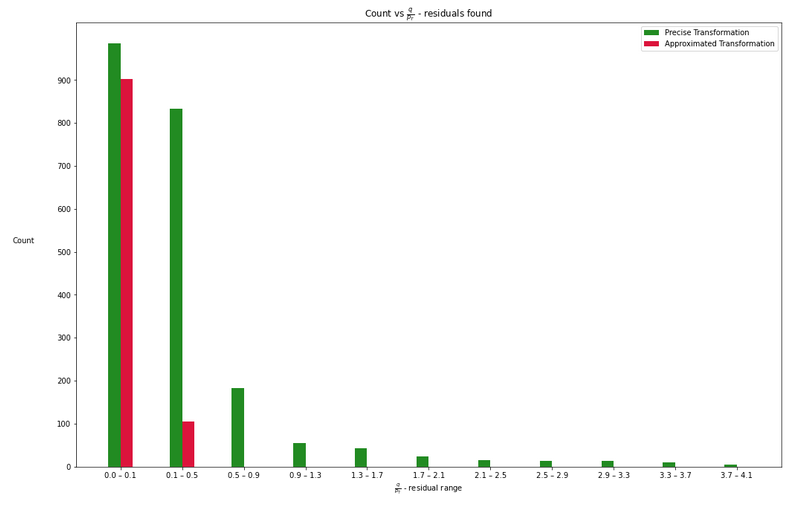 Count vs q/p_T - residuals found
Precise Transformation
Approximated Transformation
900
800
700
600
500
400
300
200
100
0
Count
0.0 – 0.1 0.1 – 0.5 0.5 – 0.9 0.9 – 1.3 1.3 – 1.7 1.7 – 2.1 2.1 – 2.5 2.5 – 2.9 2.9 – 3.3 3.3 – 3.7 3.7 – 4.1
q/p_T - residual range